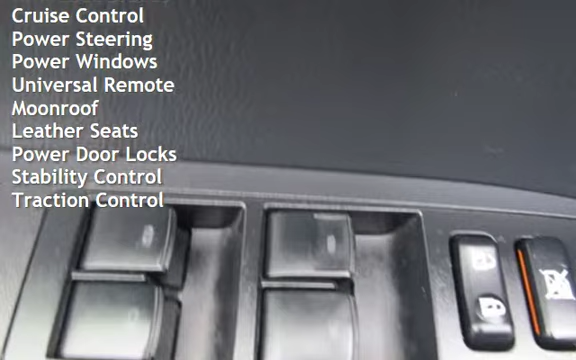 Cruise Control
Power Steering
Power Windows
Universal Remote
Moonroof
Leather Seats
Power Door Locks
Stability Control
Traction Control